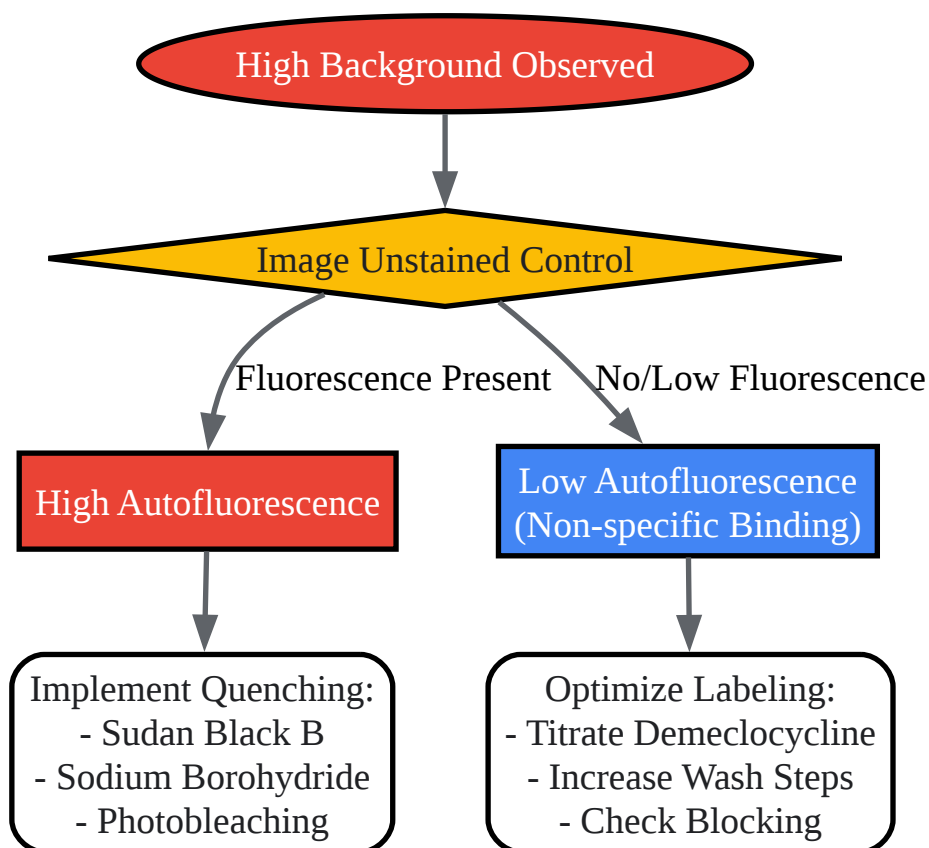 High Background Observed
Image Unstained Control
Fluorescence Present
No/Low Fluorescence
High Autofluorescence
Low Autofluorescence
(Non-specific Binding)
Implement Quenching:
- Sudan Black B
- Sodium Borohydride
- Photobleaching
Optimize Labeling:
- Titrate Demeclocycline
- Increase Wash Steps
- Check Blocking